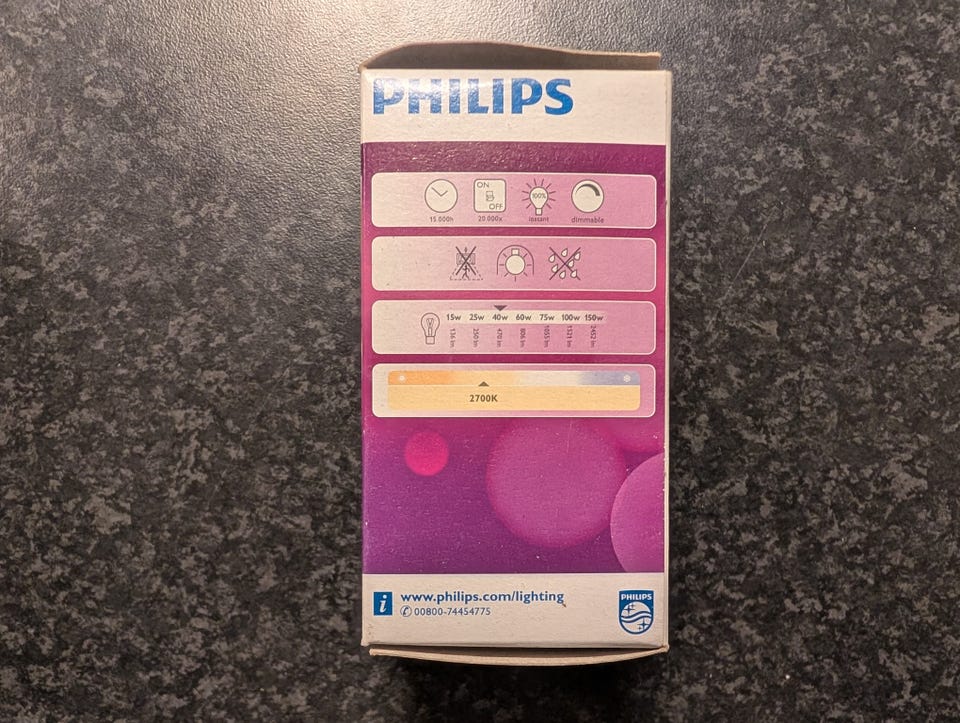 PHILIPS
ON
OFF
100%
15 000h 20 000x instant dimmable
15w 25w 40w 60w 75w 100w 150w
136 lm 250 lm 470 lm 806 lm 1055 lm 1521 lm 2452 lm
2700K
i www.philips.com/lighting
00800-74454775
PHILIPS